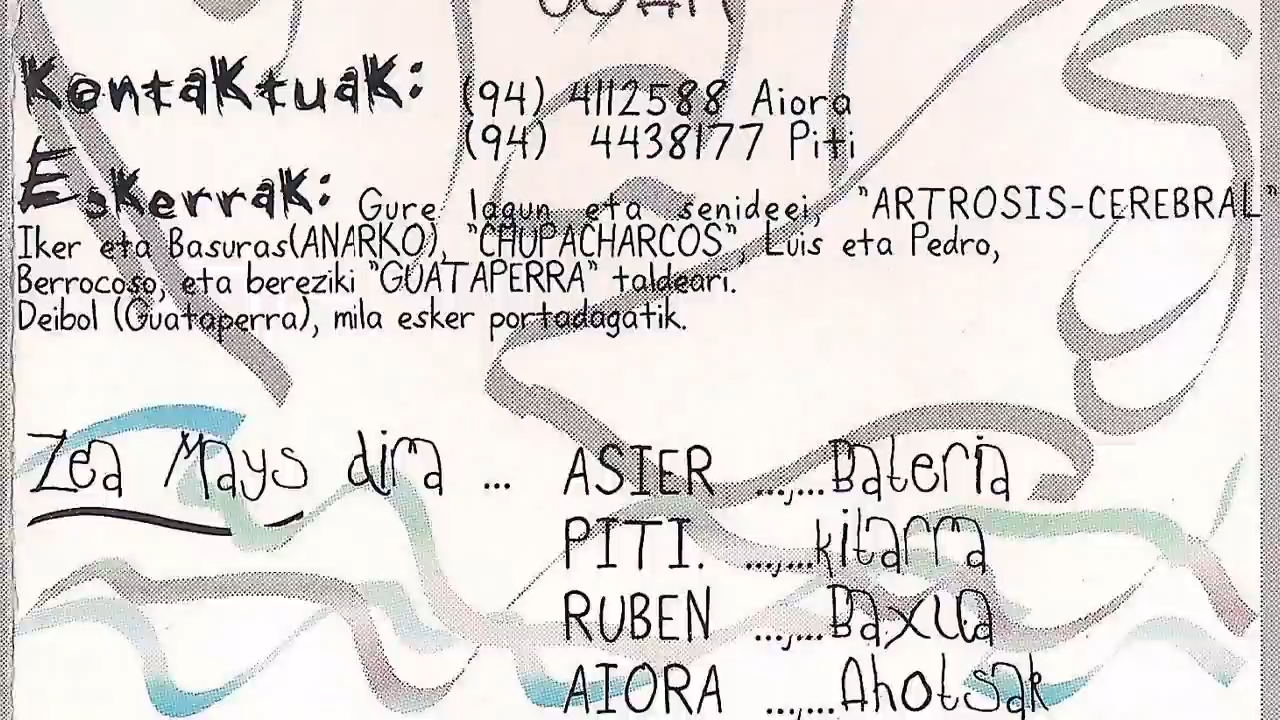 Kontaktuak: (94) 4112588 Aiora
(94) 4438177 Piti
Eskerrak: Gure lagun eta senideei, "ARTROSIS-CEREBRAL"
Iker eta Basuras(ANARKO), "CHUPACHARCOS", Luis eta Pedro,
Berrocoso, eta bereziki "GUATAPERRA" taldeari.
Deibol (Guataperra), mila esker portadagatik.
Zea Mays dira ... ASIER ...,...Bateria
PITI. ...,...kitarra
RUBEN ...,...Baxua
AIORA ...,...Ahotsak